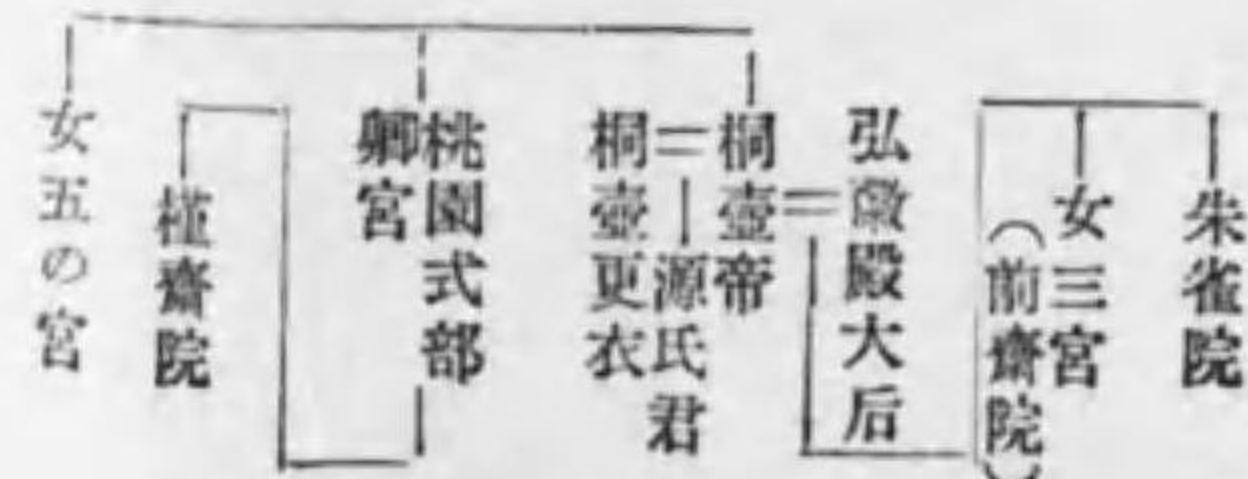 朱雀院
女三宮
(前齋院)
弘徽殿大后
桐壺帝
源氏君
桐壺更衣
桃園式部
卿宮
槿齋院
女五の宮